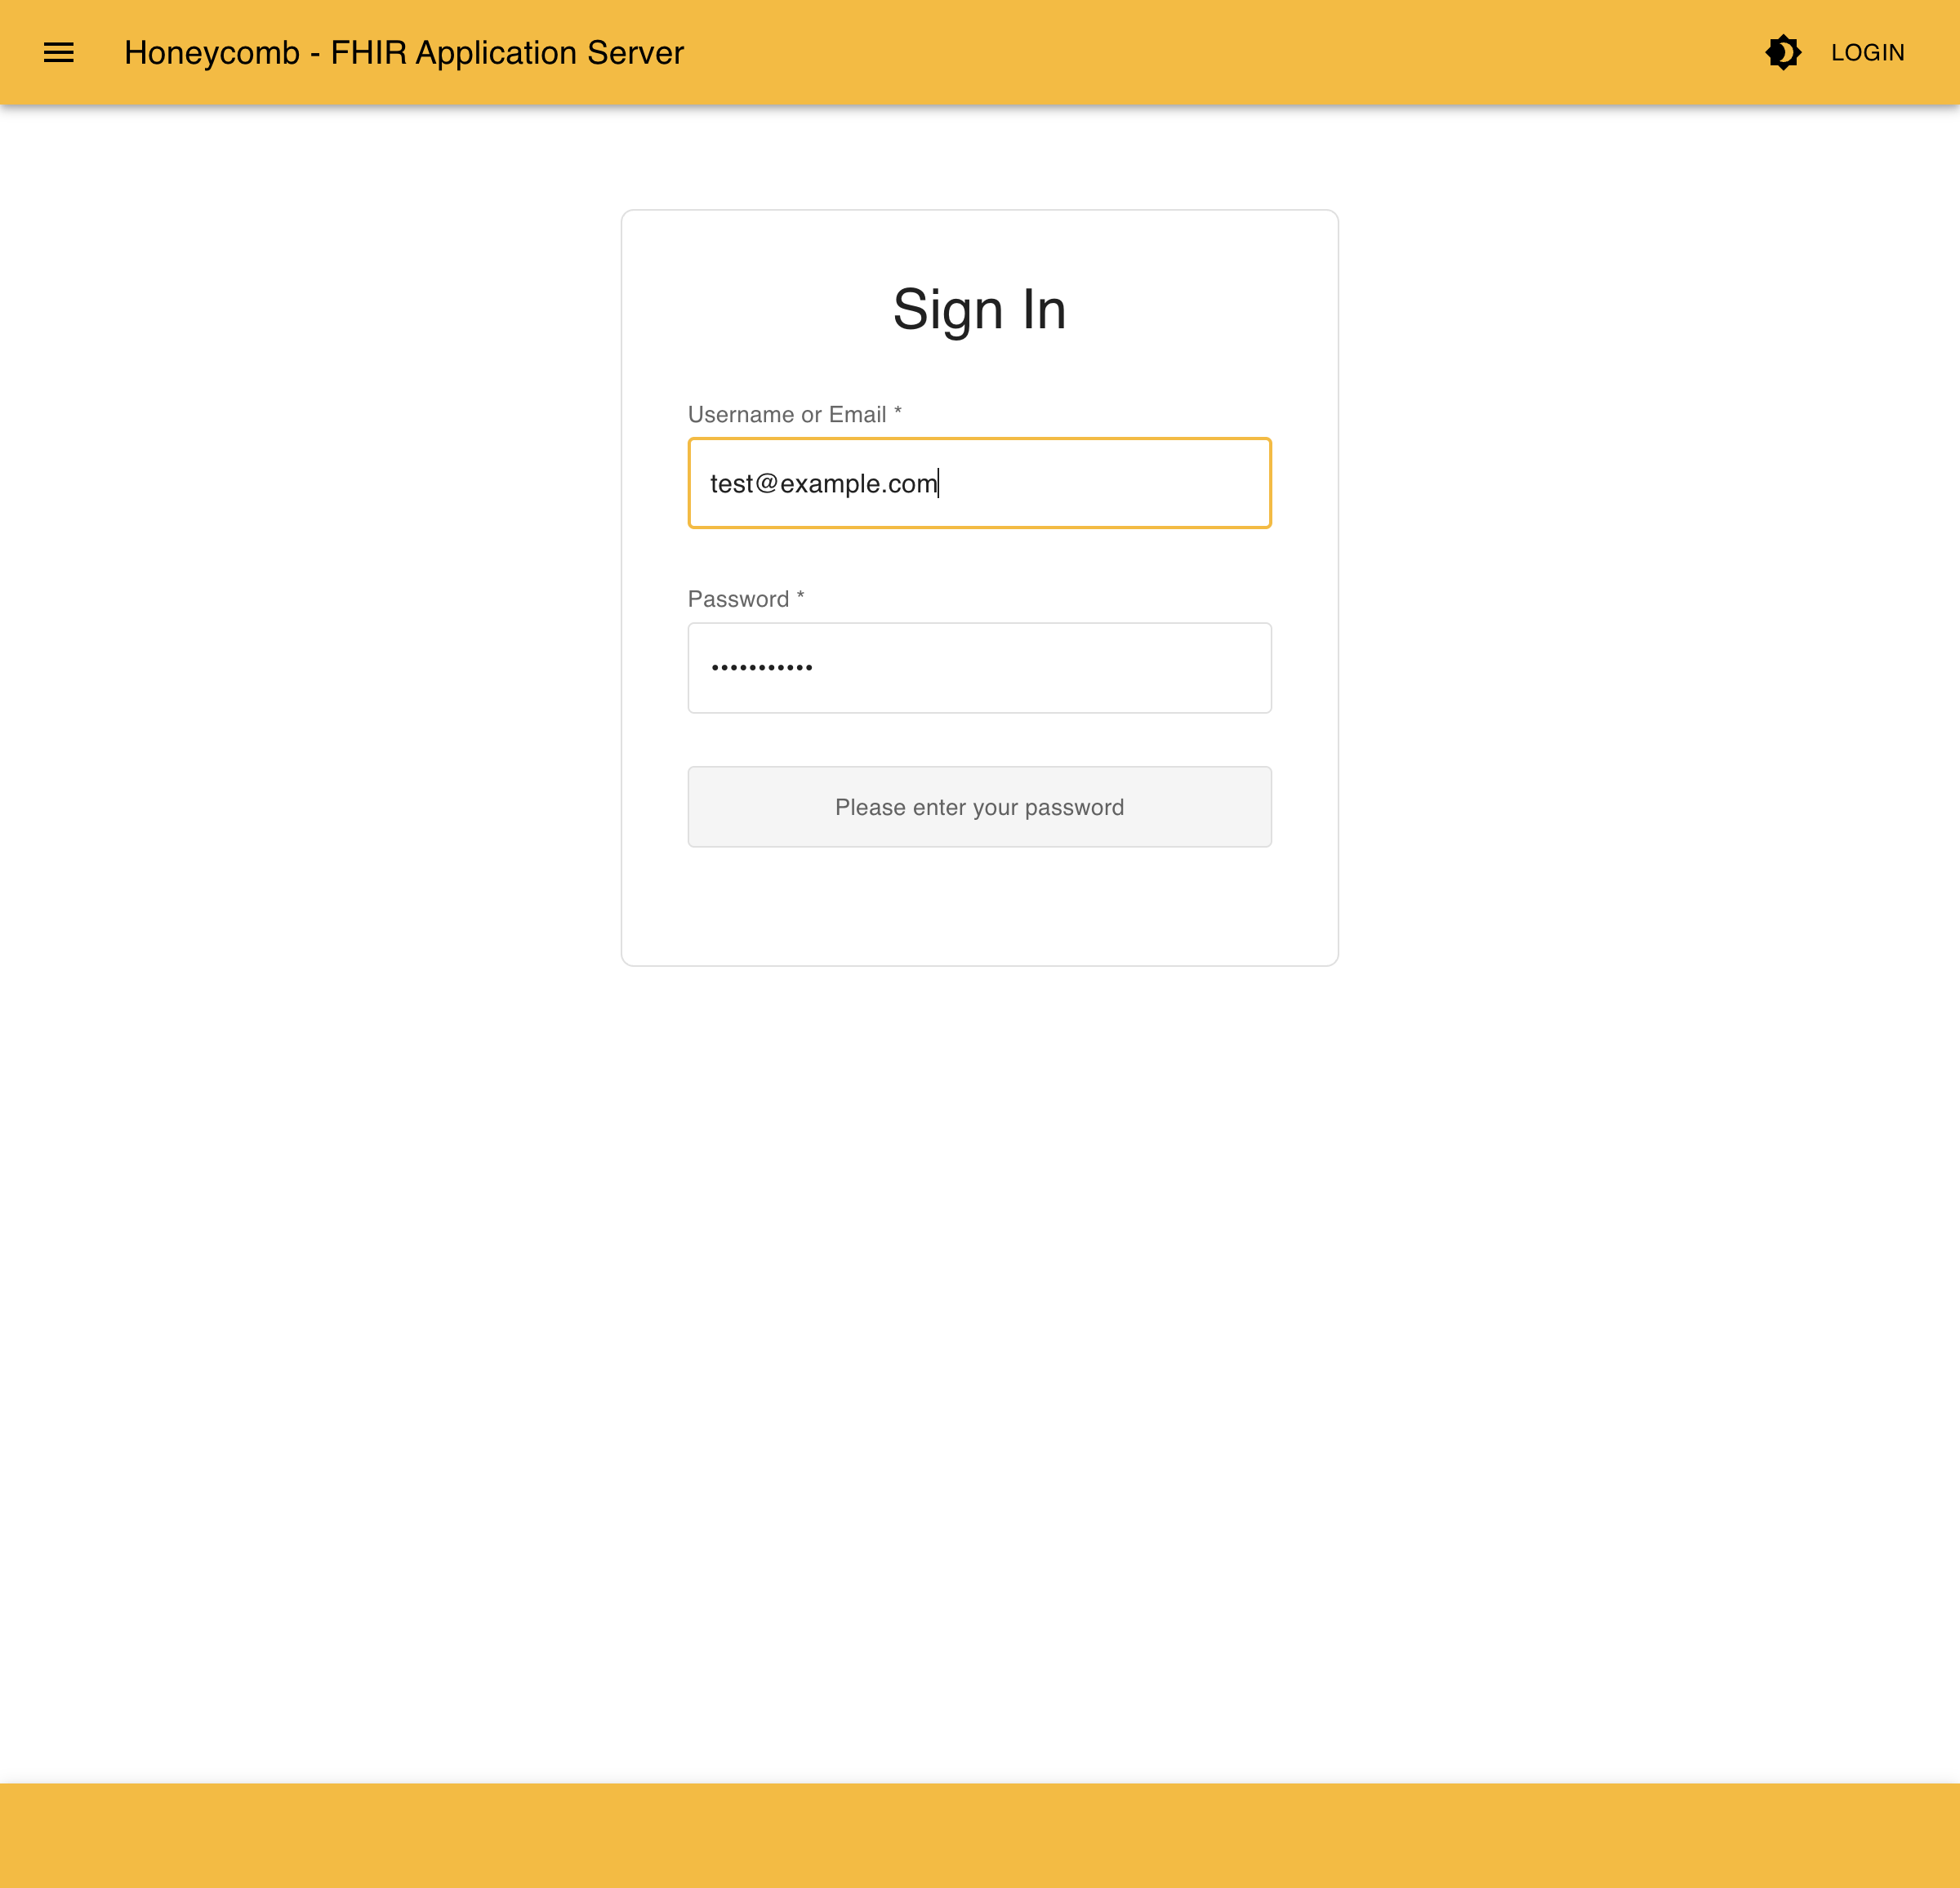 Honeycomb - FHIR Application Server
LOGIN
Sign In
Username or Email *
test@example.com
Password *
•••••••••••
Please enter your password